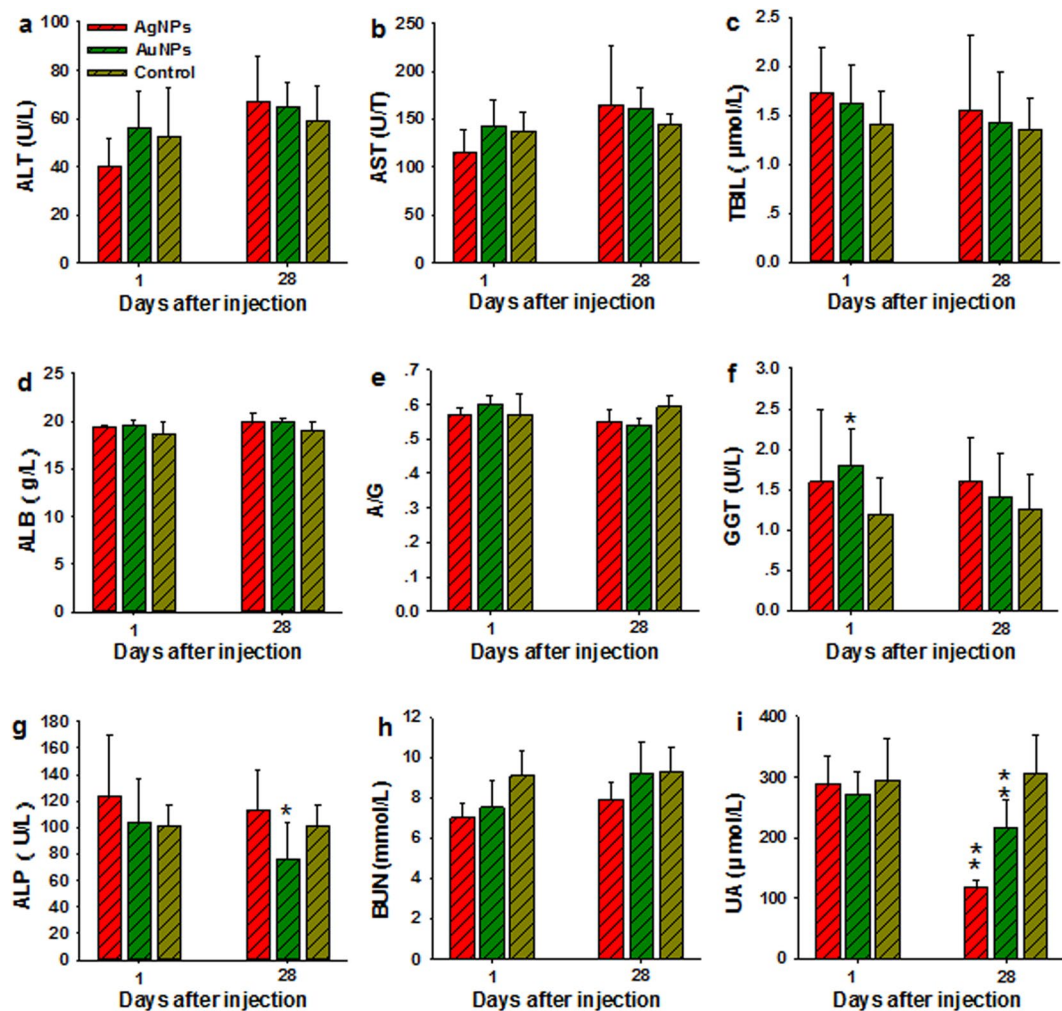 a
AgNPs
AuNPs
Control
ALT (U/L)
100
80
60
40
20
0
1
28
Days after injection
b
AST (U/T)
250
200
150
100
50
0
1
28
Days after injection
c
TBIL ( µmol/L)
2.5
2.0
1.5
1.0
.5
0.0
1
28
Days after injection
d
ALB ( g/L)
25
20
15
10
5
0
1
28
Days after injection
e
A/G
.7
.6
.5
.4
.3
.2
.1
0.0
1
28
Days after injection
f
GGT (U/L)
3.0
2.5
2.0
1.5
1.0
.5
0.0
*
1
28
Days after injection
g
ALP ( U/L)
180
160
140
120
100
80
60
40
20
0
*
1
28
Days after injection
h
BUN (mmol/L)
12
10
8
6
4
2
0
1
28
Days after injection
i
UA (µmol/L)
400
300
200
100
0
**
**
1
28
Days after injection